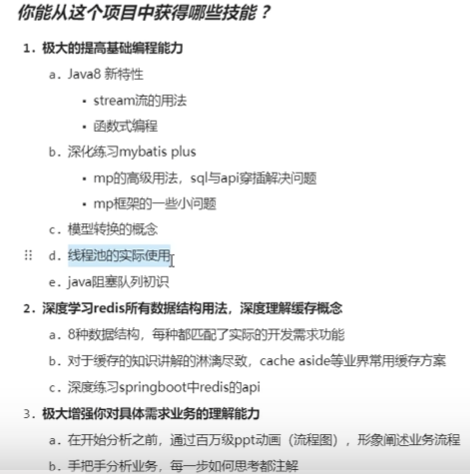 你能从这个项目中获得哪些技能？
1. 极大的提高基础编程能力
a. Java8 新特性
• stream流的用法
• 函数式编程
b. 深化练习mybatis plus
• mp的高级用法，sql与api穿插解决问题
• mp框架的一些小问题
c. 模型转换的概念
d. 线程池的实际使用
e. java阻塞队列初识
2. 深度学习redis所有数据结构用法，深度理解缓存概念
a. 8种数据结构，每种都匹配了实际的开发需求功能
b. 对于缓存的知识讲解的淋漓尽致，cache aside等业界常用缓存方案
c. 深度练习springboot中redis的api
3. 极大增强你对具体需求业务的理解能力
a. 在开始分析之前，通过百万级ppt动画（流程图），形象阐述业务流程
b. 手把手分析业务，每一步如何思考都注解